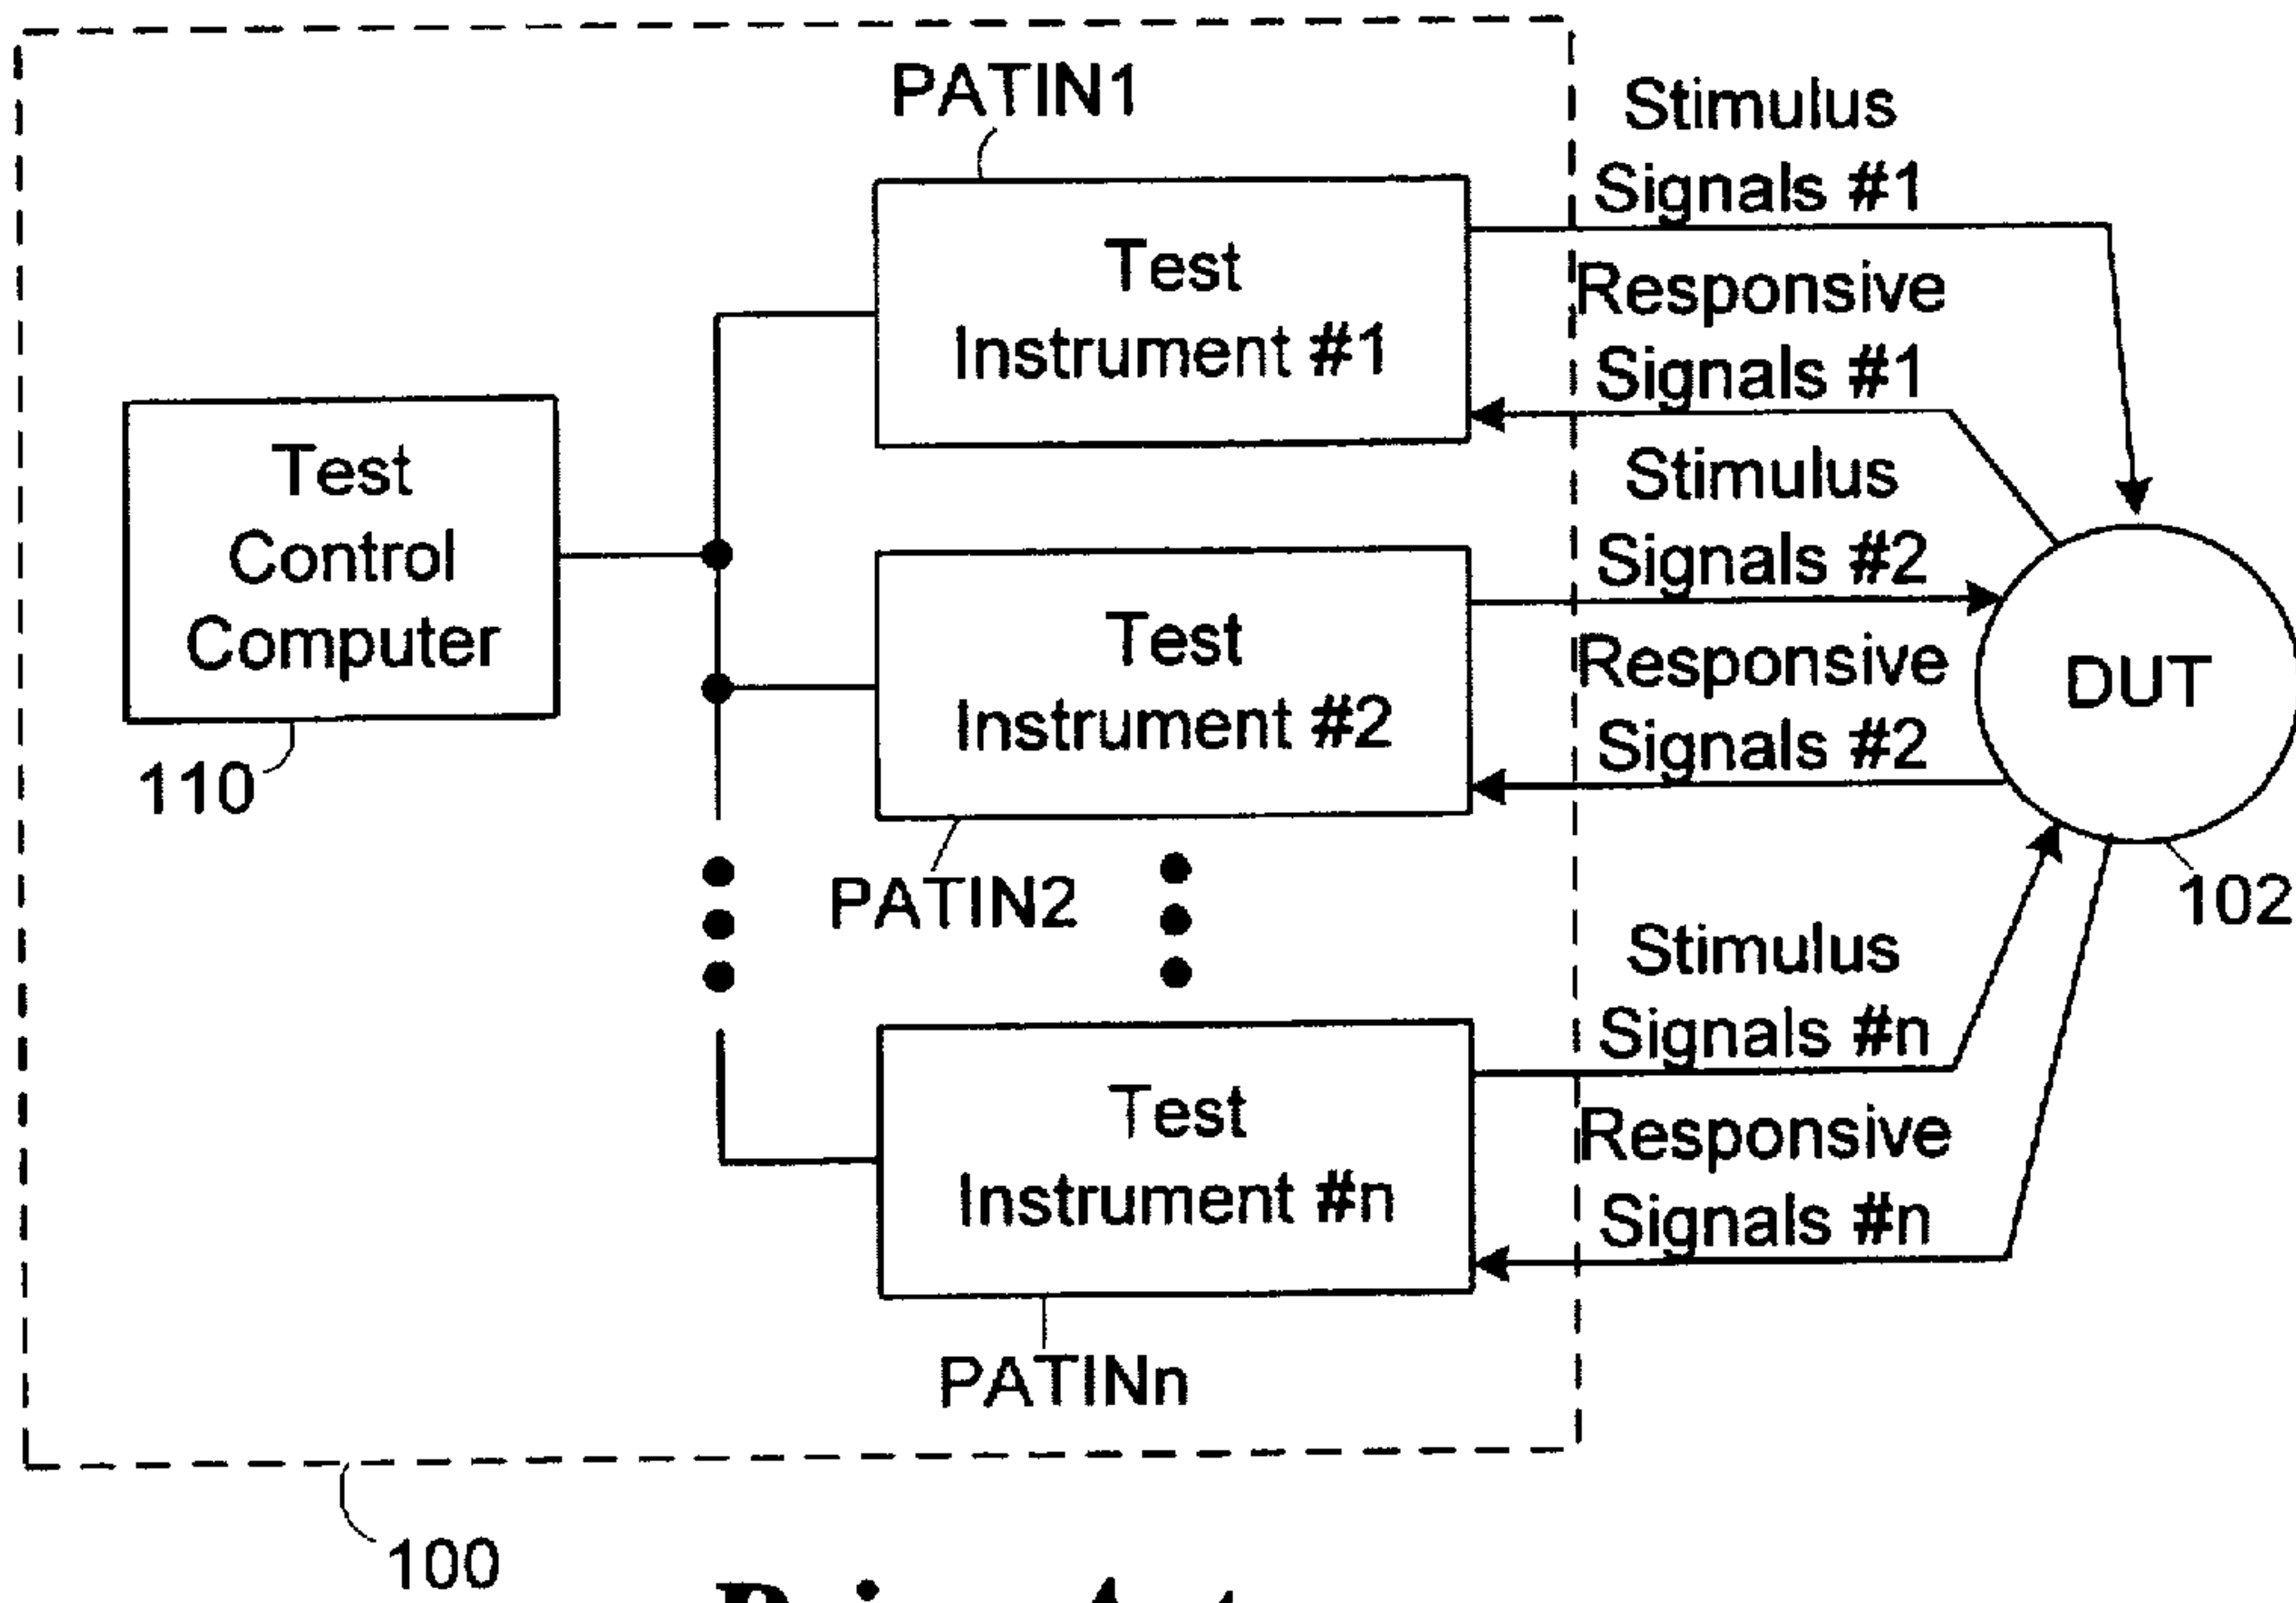 PATIN1
Stimulus
Signals #1
Test
Instrument #1
Responsive
Signals #1
Test
Control
Computer
110
Stimulus
Signals #2
Test
Instrument #2
Responsive
Signals #2
DUT
102
PATIN2
Stimulus
Signals #n
Test
Instrument #n
Responsive
Signals #n
PATINn
100